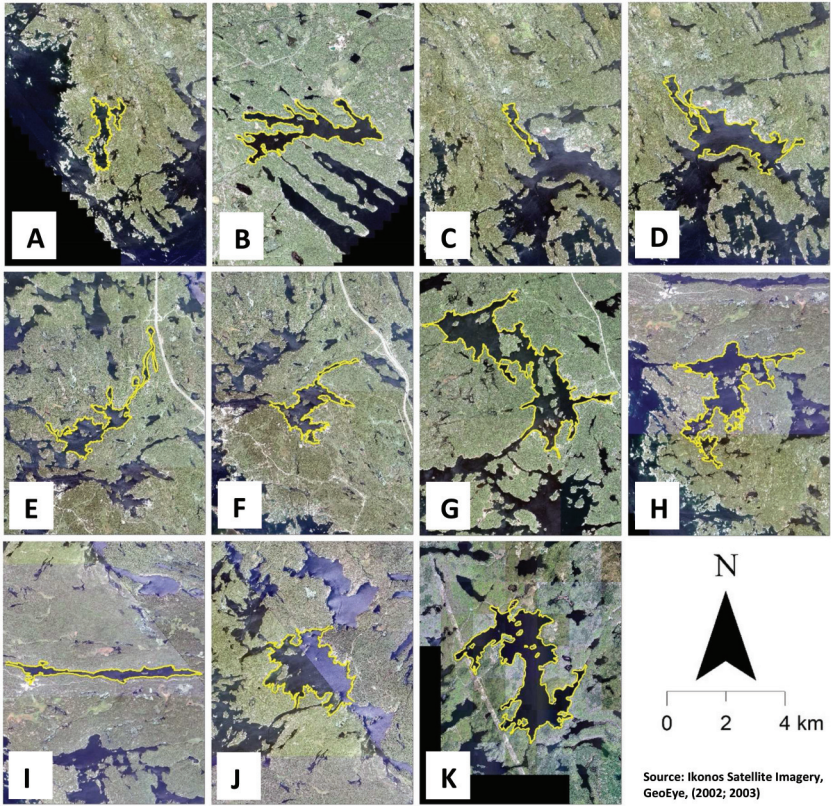 A
B
C
D
E
F
G
H
I
J
K
N
0 2 4 km
Source: Ikonos Satellite Imagery,
GeoEye, (2002; 2003)